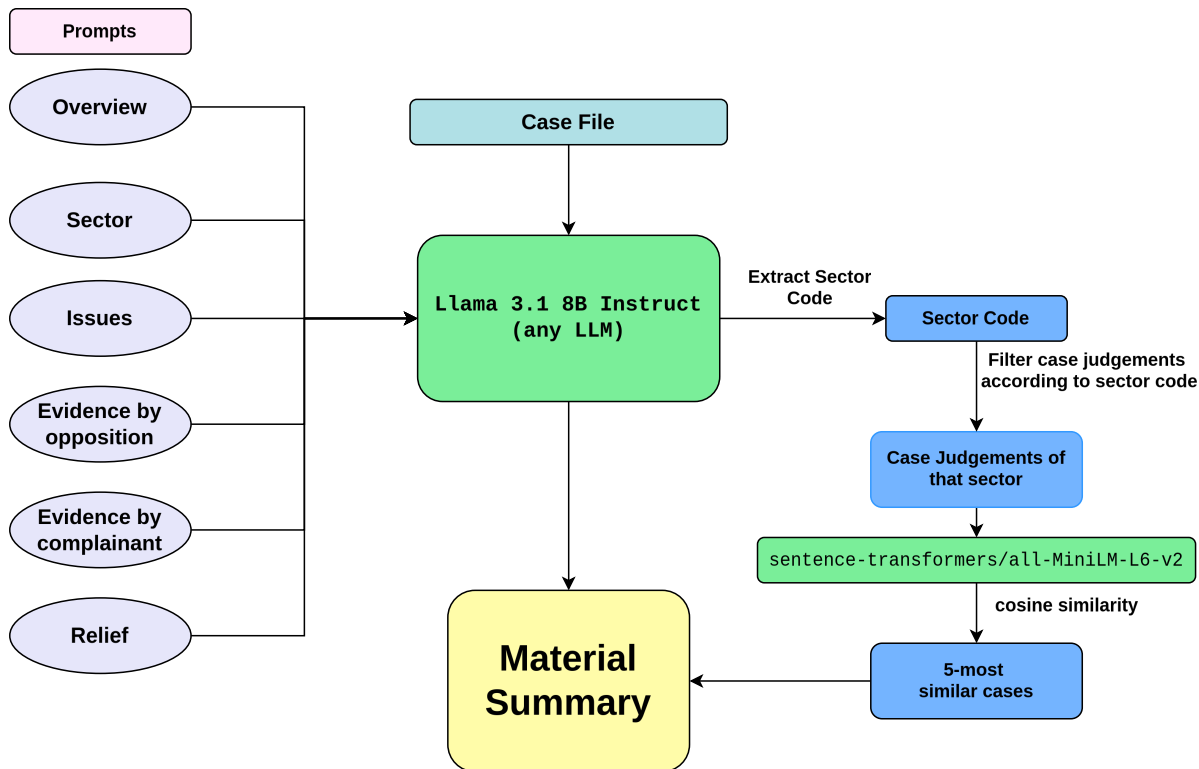 Prompts
Overview
Sector
Issues
Evidence by
opposition
Evidence by
complainant
Relief
Case File
Llama 3.1 8B Instruct
(any LLM)
Extract Sector
Code
Sector Code
Filter case judgements
according to sector code
Case Judgements of
that sector
sentence-transformers/all-MiniLM-L6-v2
cosine similarity
5-most
similar cases
Material
Summary